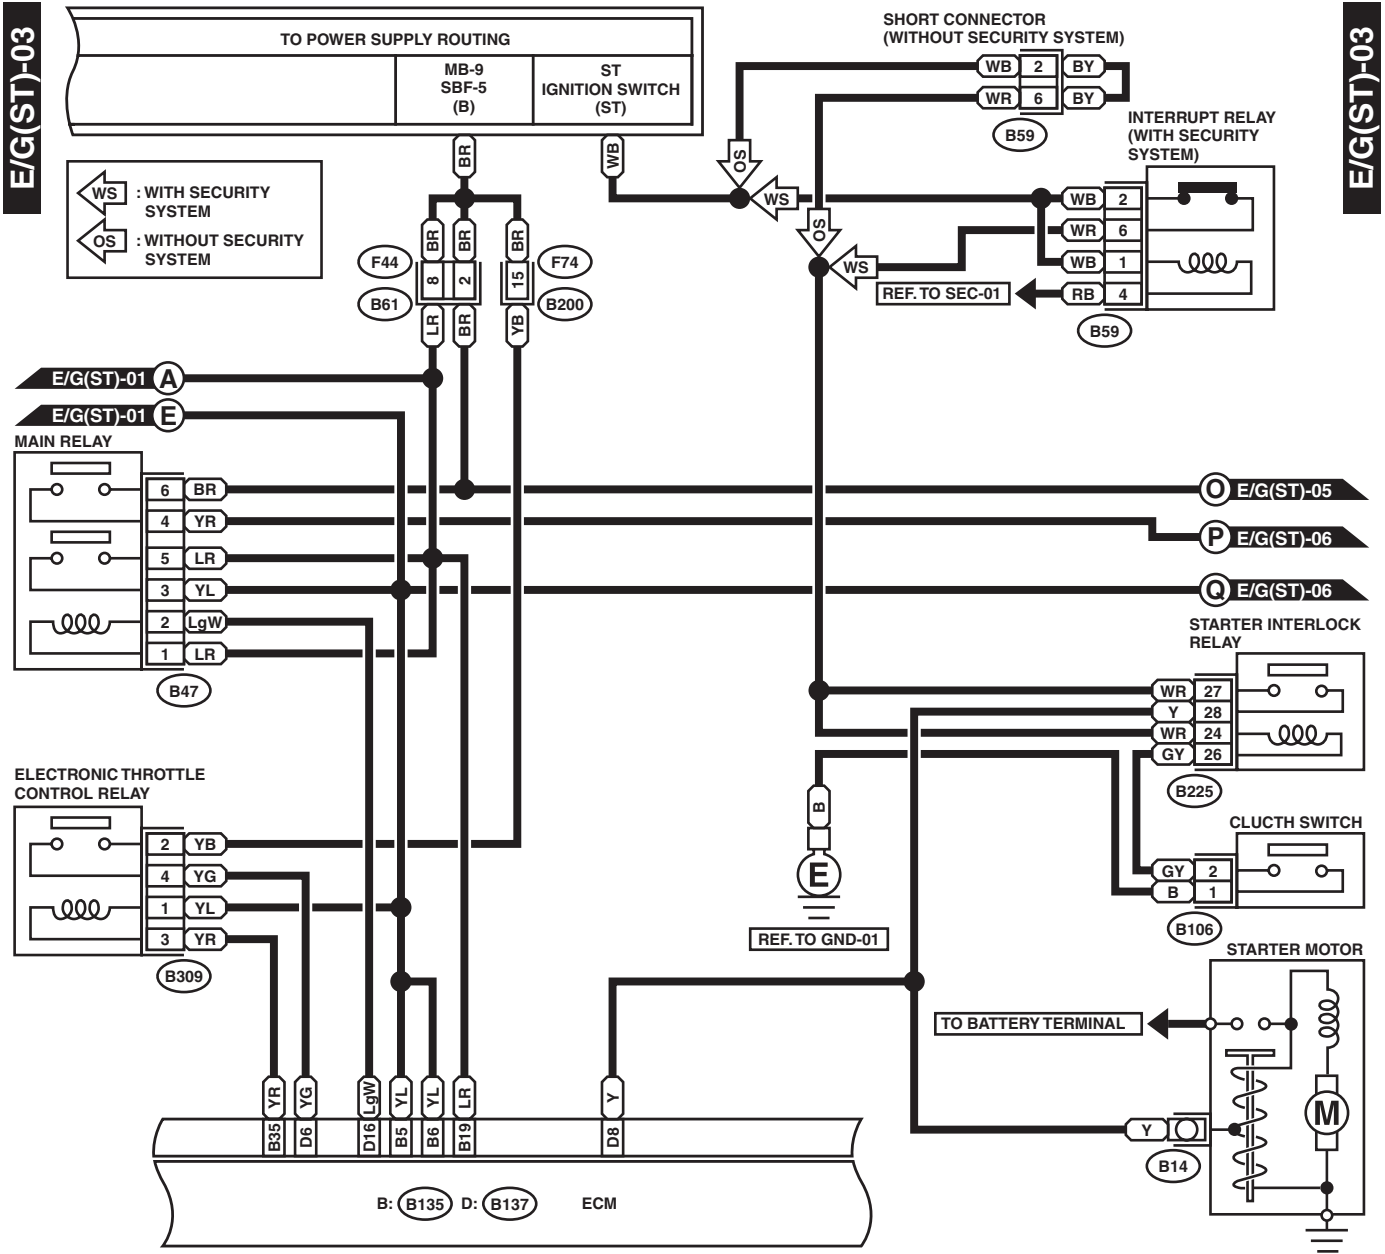 E/G(ST)-03
E/G(ST)-03
TO POWER SUPPLY ROUTING
MB-9
SBF-5
(B)
ST
IGNITION SWITCH
(ST)
SHORT CONNECTOR
(WITHOUT SECURITY SYSTEM)
WB 2 BY
WR 6 BY
B59
INTERRUPT RELAY
(WITH SECURITY
SYSTEM)
WB 2
WR 6
WB 1
RB 4
B59
REF. TO SEC-01
OS
WS
OS
WS
BR
WB
WS : WITH SECURITY
SYSTEM
OS : WITHOUT SECURITY
SYSTEM
BR BR BR
F44 8 2 15 F74
B61 B200
LR BR YB
E/G(ST)-01 A
E/G(ST)-01 E
MAIN RELAY
6 BR
4 YR
5 LR
3 YL
2 LgW
1 LR
B47
O E/G(ST)-05
P E/G(ST)-06
Q E/G(ST)-06
STARTER INTERLOCK
RELAY
WR 27
Y 28
WR 24
GY 26
B225
ELECTRONIC THROTTLE
CONTROL RELAY
2 YB
4 YG
1 YL
3 YR
B309
B
E
REF. TO GND-01
CLUCTH SWITCH
GY 2
B 1
B106
STARTER MOTOR
TO BATTERY TERMINAL
M
Y
B14
YR YG LgW YL YL LR Y
B35 D6 D16 B5 B6 B19 D8
B: B135 D: B137 ECM